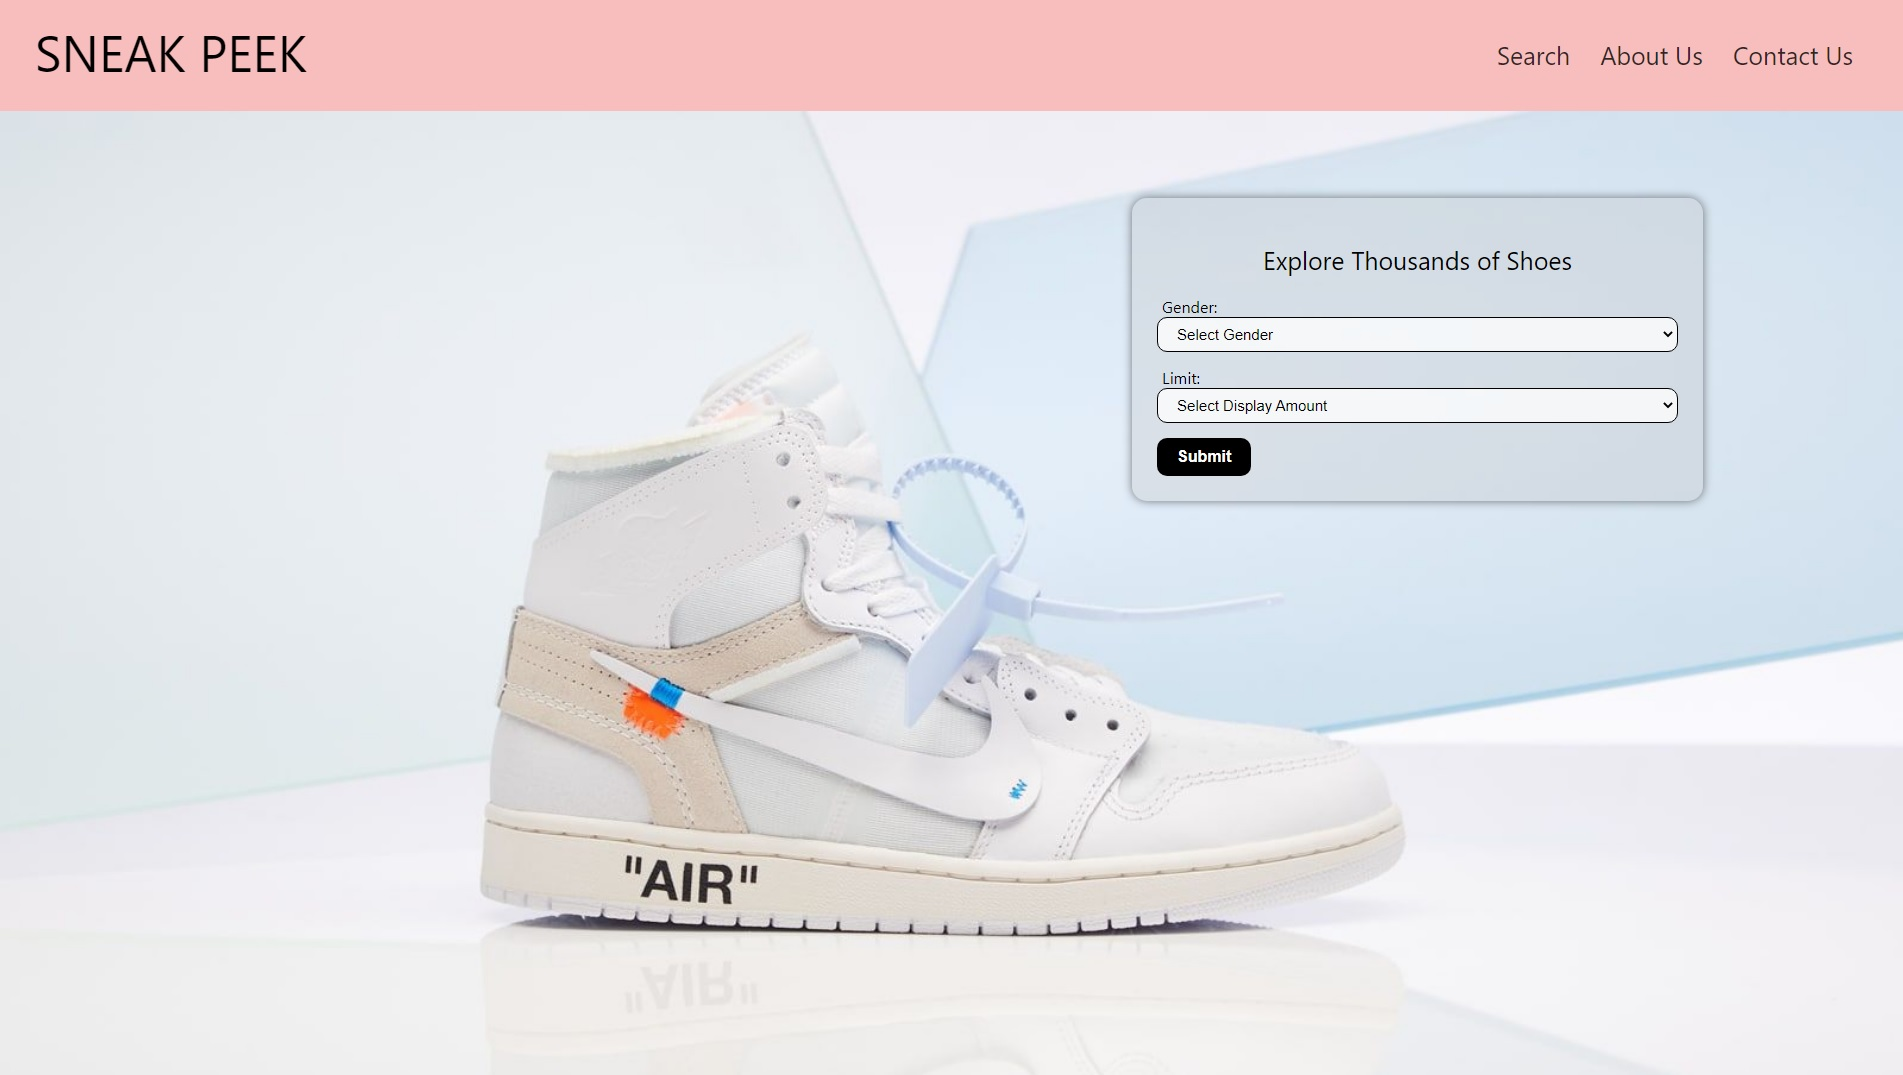 SNEAK PEEK
Search About Us Contact Us
Explore Thousands of Shoes
Gender:
Select Gender
Limit:
Select Display Amount
Submit
"AIR"